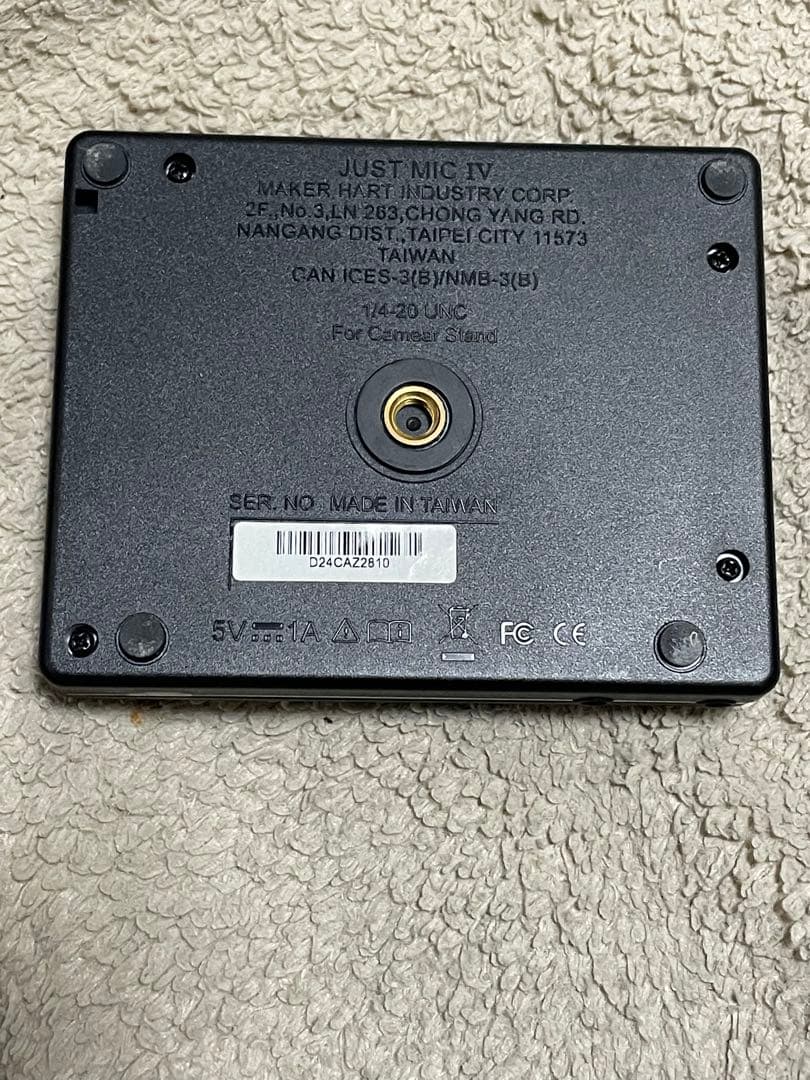 JUST MIC IV
MAKER HART INDUSTRY CORP.
2F.,No.3,LN 263,CHONG YANG RD.
NANGANG DIST.,TAIPEI CITY 11573
TAIWAN
CAN ICES-3(B)/NMB-3(B)
1/4-20 UNC
For Camear Stand
SER. NO MADE IN TAIWAN
D24CAZ2810
5V 1A FC CE